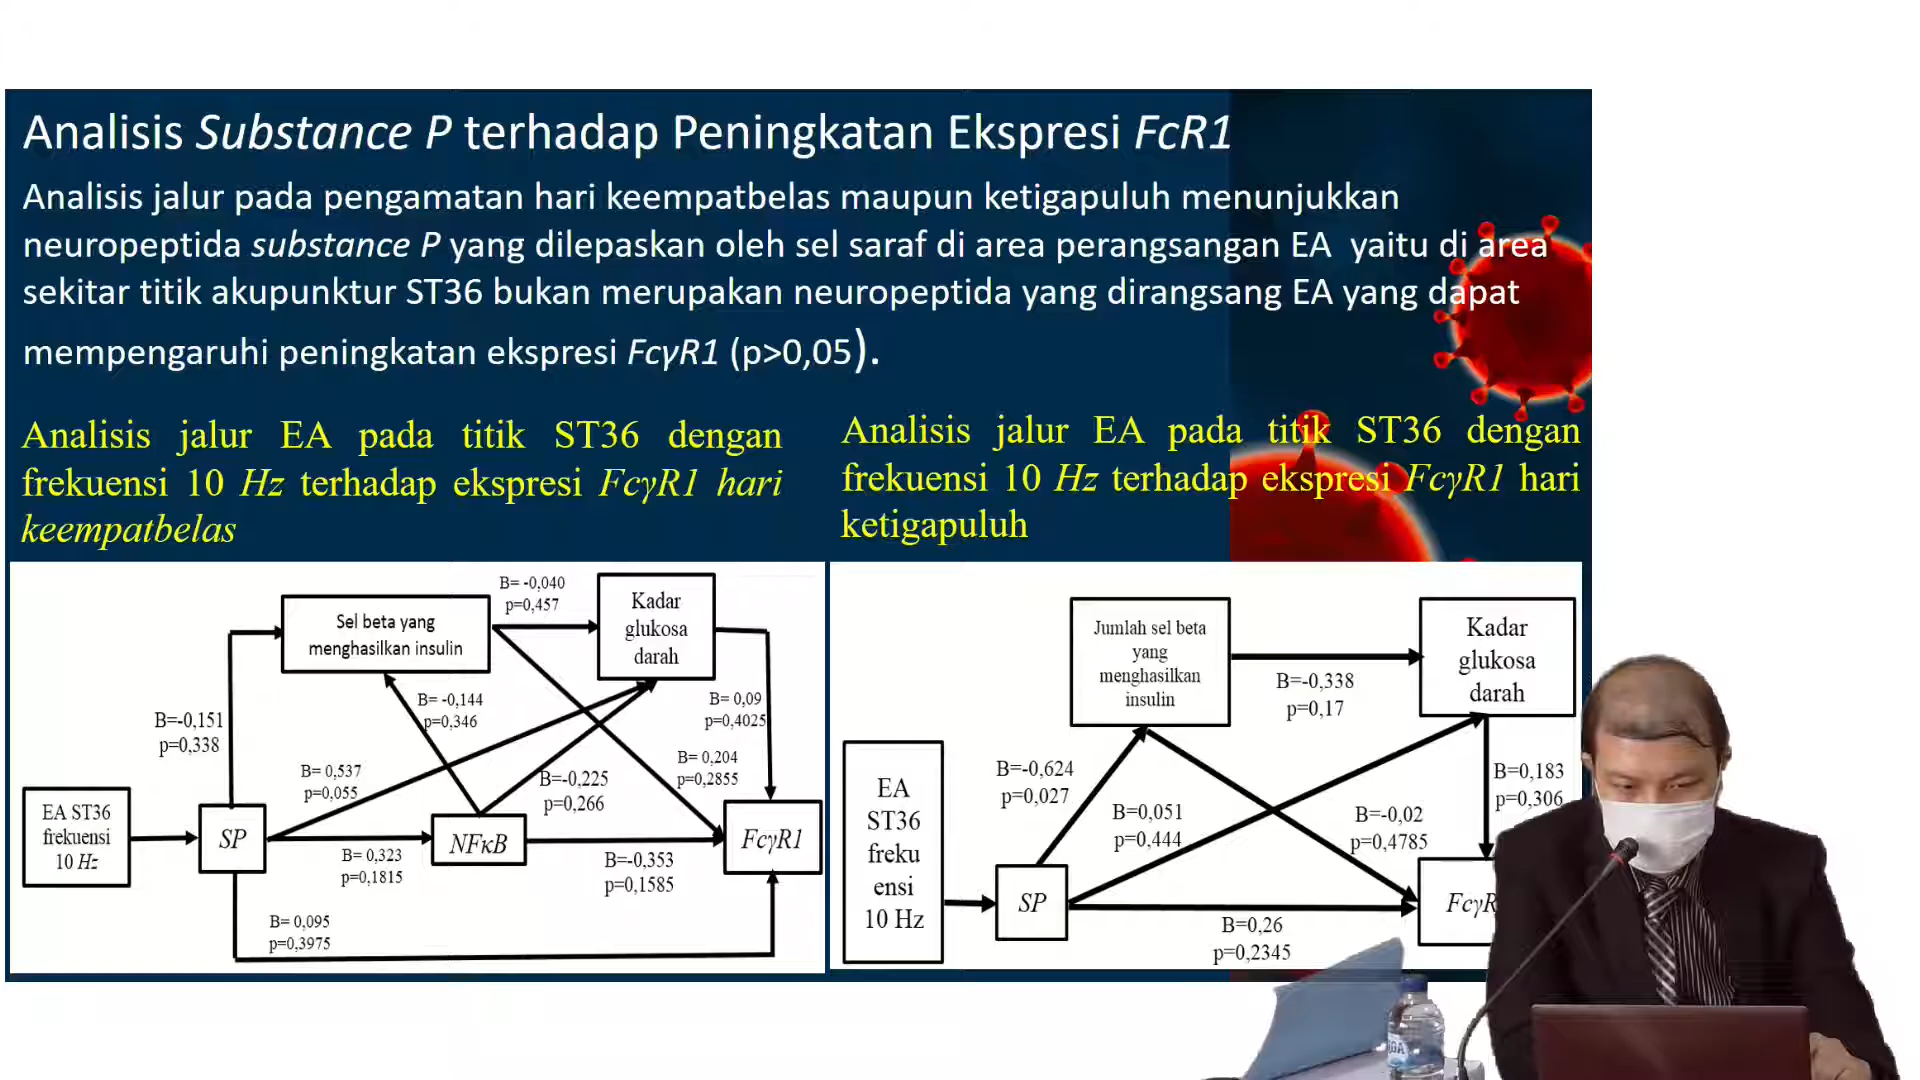 Analisis Substance P terhadap Peningkatan Ekspresi FcR1
Analisis jalur pada pengamatan hari keempatbelas maupun ketigapuluh menunjukkan
neuropeptida substance P yang dilepaskan oleh sel saraf di area perangsangan EA yaitu di area
sekitar titik akupunktur ST36 bukan merupakan neuropeptida yang dirangsang EA yang dapat
mempengaruhi peningkatan ekspresi FcγR1 (p>0,05).
Analisis jalur EA pada titik ST36 dengan
frekuensi 10 Hz terhadap ekspresi FcγR1 hari
keempatbelas
Analisis jalur EA pada titik ST36 dengan
frekuensi 10 Hz terhadap ekspresi FcγR1 hari
ketigapuluh
B= -0,040
p=0,457
Sel beta yang
menghasilkan insulin
Kadar
glukosa
darah
B= -0,144
p=0,346
B= 0,09
p=0,4025
B=-0,151
p=0,338
B= 0,537
p=0,055
B=-0,225
p=0,266
B= 0,204
p=0,2855
EA ST36
frekuensi
10 Hz
SP
NFκB
FcγR1
B= 0,323
p=0,1815
B=-0,353
p=0,1585
B= 0,095
p=0,3975
Jumlah sel beta
yang
menghasilkan
insulin
Kadar
glukosa
darah
B=-0,338
p=0,17
B=-0,624
p=0,027
B=0,051
p=0,444
B=-0,02
p=0,4785
B=0,183
p=0,306
EA
ST36
freku
ensi
10 Hz
SP
FcγR
B=0,26
p=0,2345